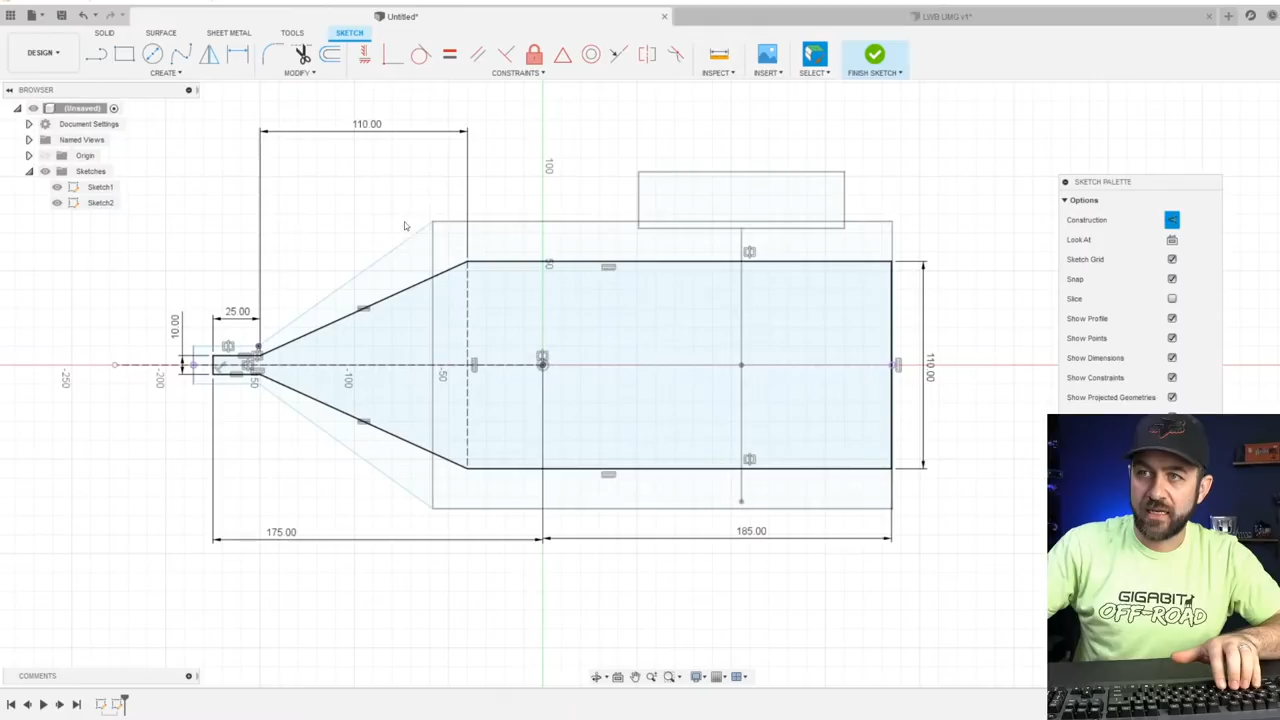 Untitled*
LWB UMG v1*
DESIGN
SOLID
SURFACE
SHEET METAL
TOOLS
SKETCH
CREATE
MODIFY
CONSTRAINTS
INSPECT
INSERT
SELECT
FINISH SKETCH
BROWSER
(Unsaved)
Document Settings
Named Views
Origin
Sketches
Sketch1
Sketch2
110.00
100
50
25.00
10.00
-250
-200
50
-100
-50
110.00
175.00
185.00
SKETCH PALETTE
Options
Construction
Look At
Sketch Grid
Snap
Slice
Show Profile
Show Points
Show Dimensions
Show Constraints
Show Projected Geometries
GIGABIT
OFF-ROAD
COMMENTS